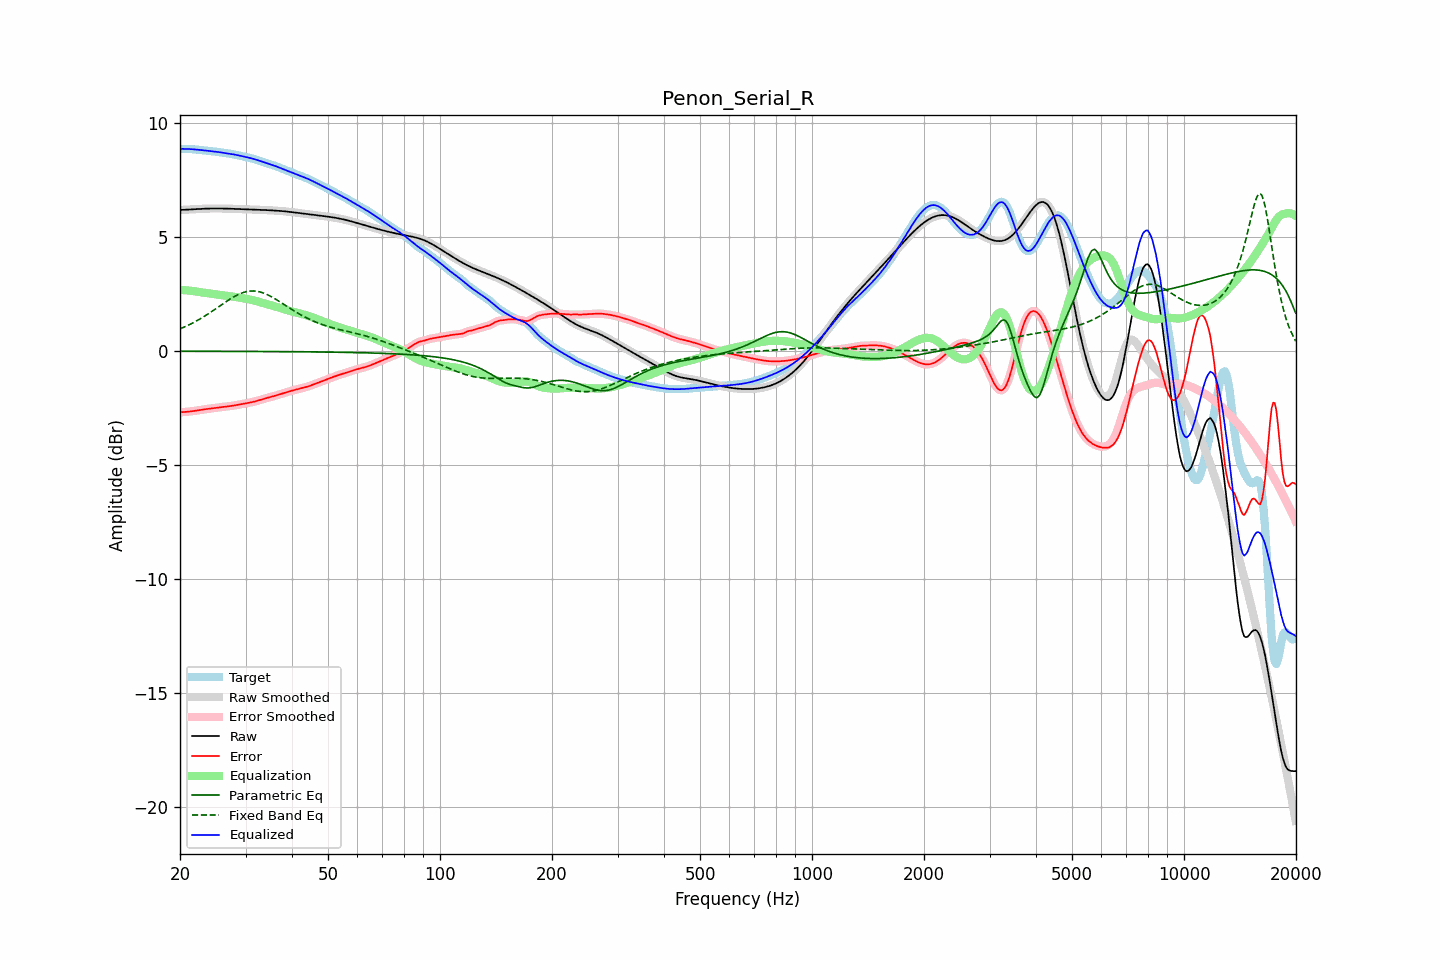 Penon_Serial_R
10
5
0
−5
−10
−15
−20
Amplitude (dBr)
Target
Raw Smoothed
Error Smoothed
Raw
Error
Equalization
Parametric Eq
Fixed Band Eq
Equalized
20 50 100 200 500 1000 2000 5000 10000 20000
Frequency (Hz)